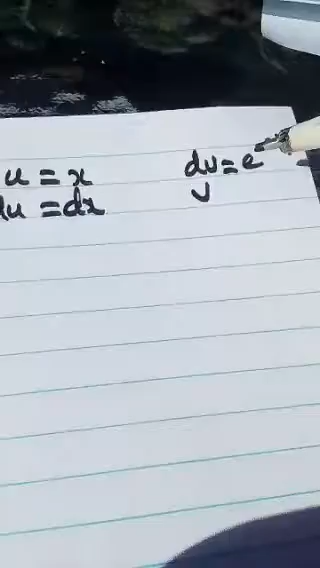 u = x dv = e
du = dx v